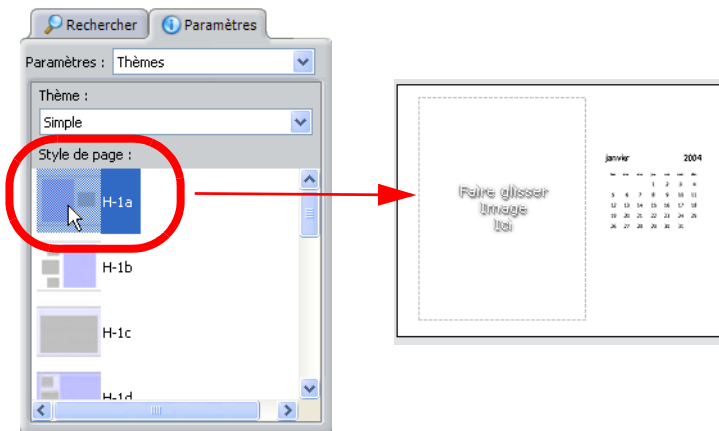 Rechercher
Paramètres
Paramètres : Thèmes
Thème :
Simple
Style de page :
H-1a
H-1b
H-1c
H-1d
Faire glisser
Image
Ici
janvier 2004
1 2 3 4
5 6 7 8 9 10 11
12 13 14 15 16 17 18
19 20 21 22 23 24 25
26 27 28 29 30 31